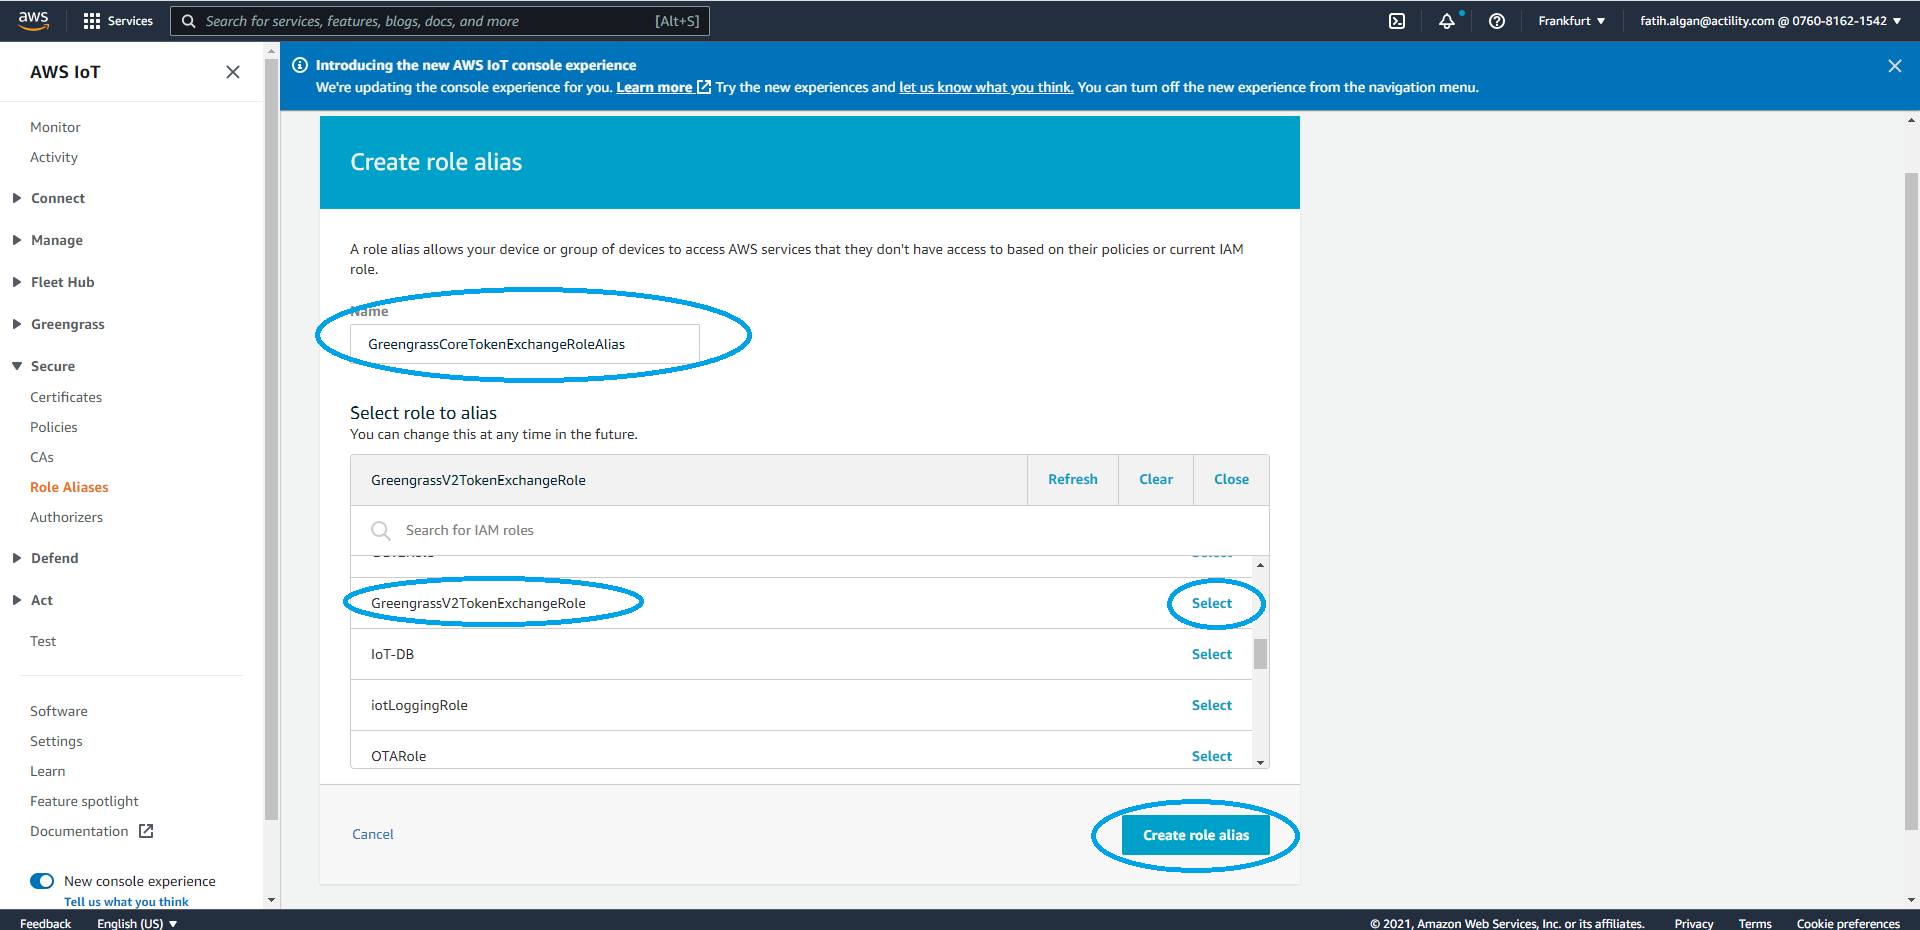 aws
Services
Search for services, features, blogs, docs, and more
[Alt+S]
Frankfurt
fatih.algan@actility.com @ 0760-8162-1542
AWS IoT
Monitor
Activity
Connect
Manage
Fleet Hub
Greengrass
Secure
Certificates
Policies
CAs
Role Aliases
Authorizers
Defend
Act
Test
Software
Settings
Learn
Feature spotlight
Documentation
New console experience
Tell us what you think
Introducing the new AWS IoT console experience
We're updating the console experience for you. Learn more Try the new experiences and let us know what you think. You can turn off the new experience from the navigation menu.
Create role alias
A role alias allows your device or group of devices to access AWS services that they don't have access to based on their policies or current IAM
role.
Name
GreengrassCoreTokenExchangeRoleAlias
Select role to alias
You can change this at any time in the future.
GreengrassV2TokenExchangeRole
Refresh
Clear
Close
Search for IAM roles
GreengrassV2TokenExchangeRole
Select
IoT-DB
Select
iotLoggingRole
Select
OTARole
Select
Cancel
Create role alias
Feedback
English (US)
© 2021, Amazon Web Services, Inc. or its affiliates.
Privacy
Terms
Cookie preferences